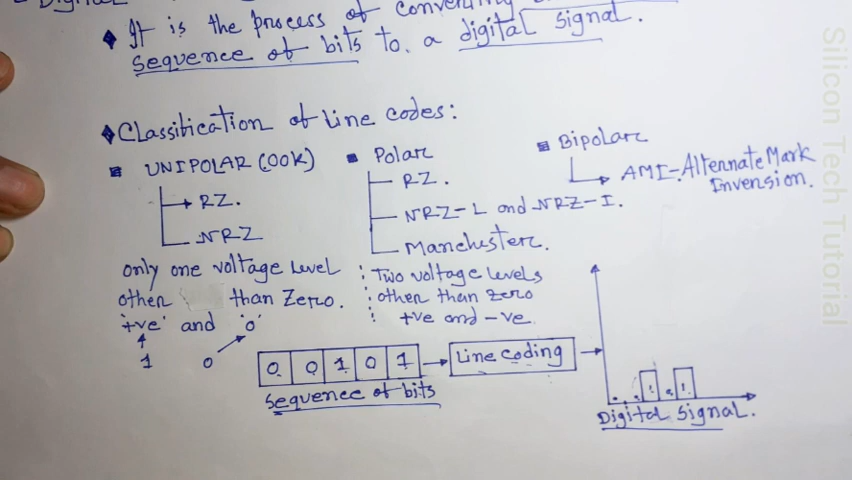 Digital
◆ It is the process of converting
sequence of bits to a digital signal.
◆ Classification of line codes:
▪ UNIPOLAR (OOK)
RZ.
NRZ
only one voltage level
other than zero.
'+ve' and '0'
1 0
▪ Polar
RZ.
NRZ-L and NRZ-I.
Manchester.
Two voltage levels
other than zero
+ve and -ve
▪ Bipolar
AMI-Alternate Mark
Invension.
0 0 1 0 1
sequence of bits
Line coding
1 1
Digital Signal.
Silicon Tech Tutorial